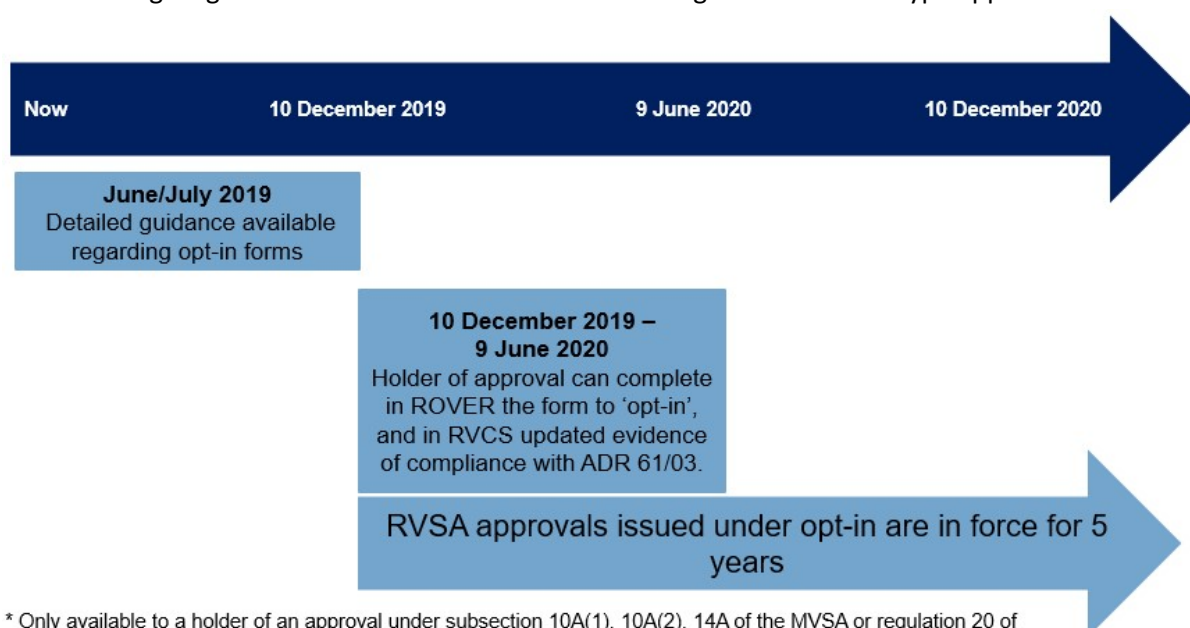 Now 10 December 2019 9 June 2020 10 December 2020
June/July 2019
Detailed guidance available
regarding opt-in forms
10 December 2019 –
9 June 2020
Holder of approval can complete
in ROVER the form to ‘opt-in’,
and in RVCS updated evidence
of compliance with ADR 61/03.
RVSA approvals issued under opt-in are in force for 5
years
* Only available to a holder of an approval under subsection 10A(1), 10A(2), 14A of the MVSA or regulation 20 of